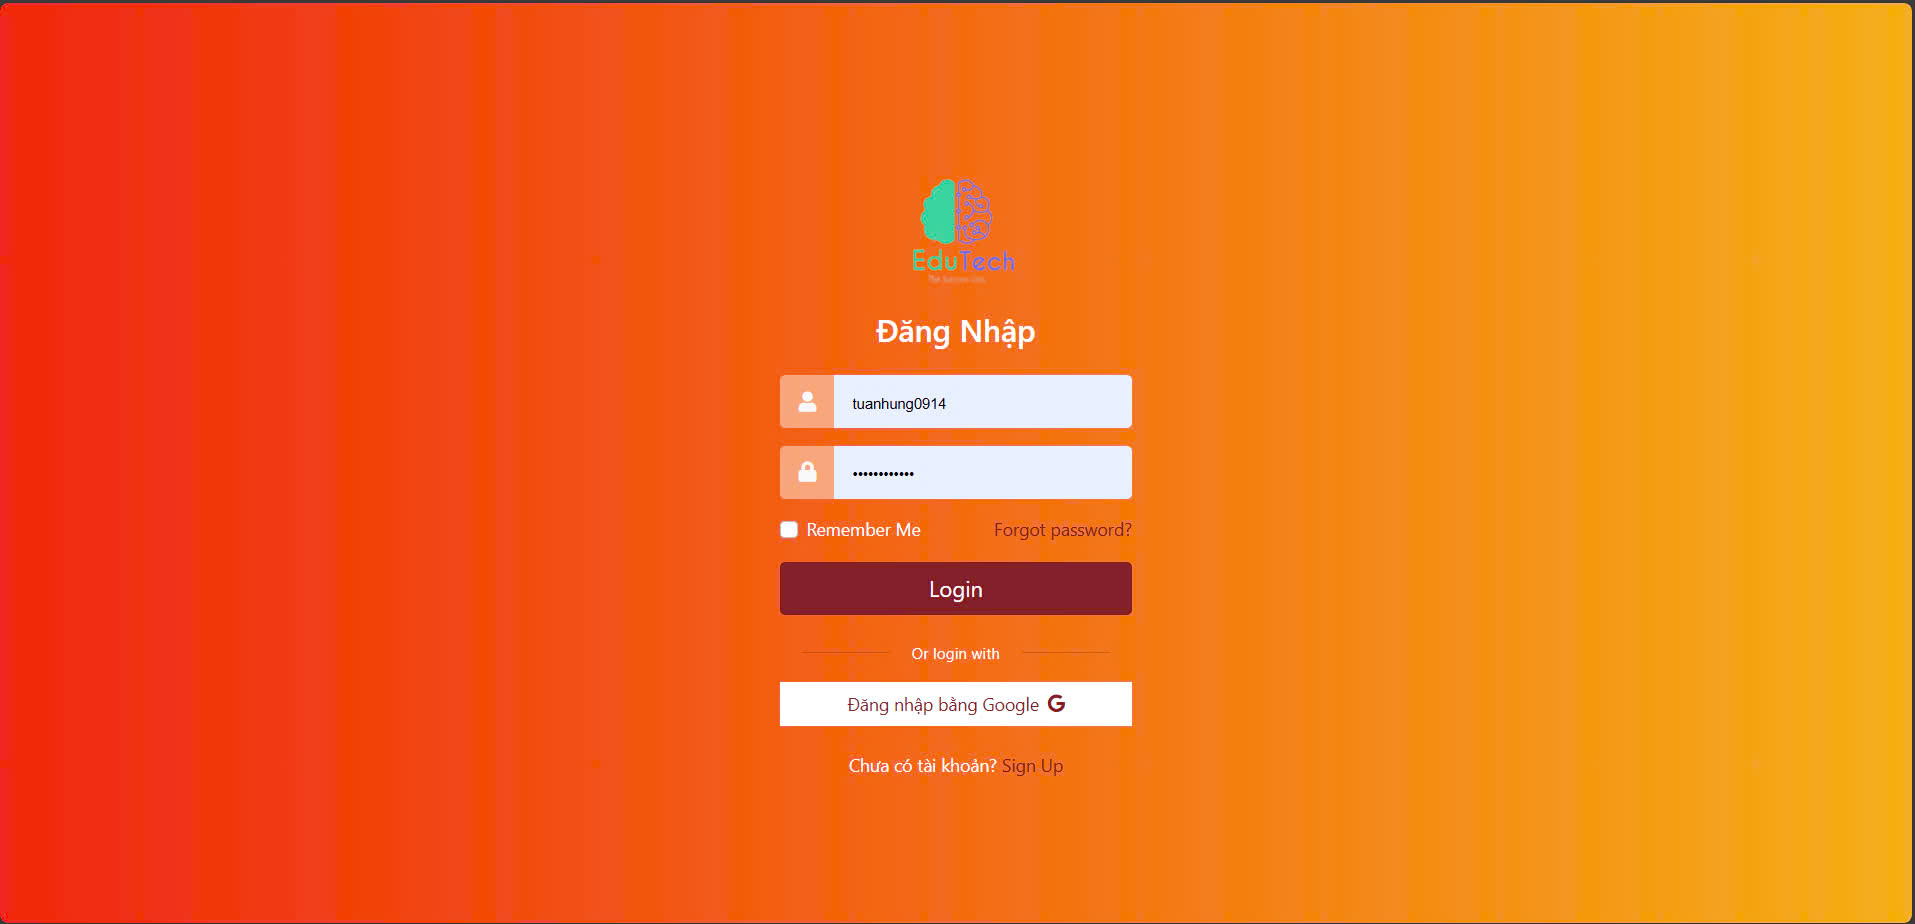 EduTech
Đăng Nhập
tuanhung0914
••••••••••••
Remember Me Forgot password?
Login
Or login with
Đăng nhập bằng Google G
Chưa có tài khoản? Sign Up